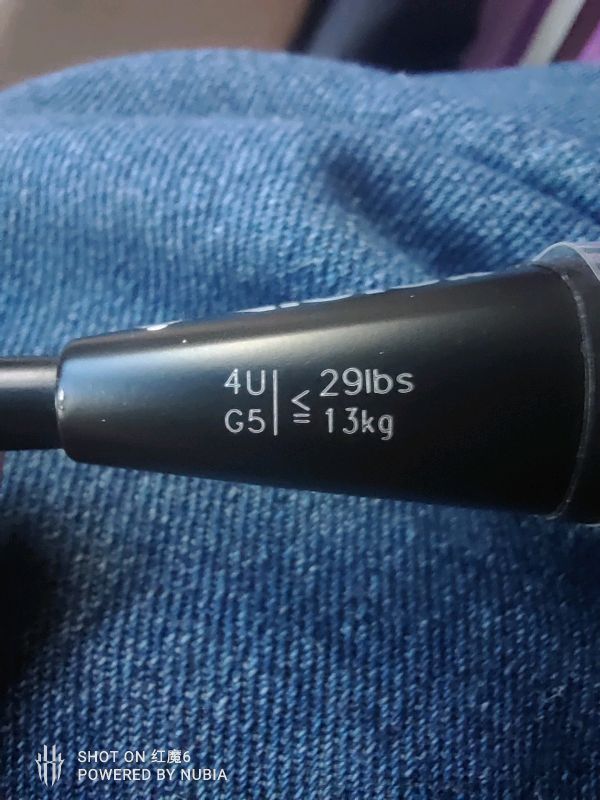 4U ≦ 29lbs
G5 13kg
SHOT ON 红魔6
POWERED BY NUBIA